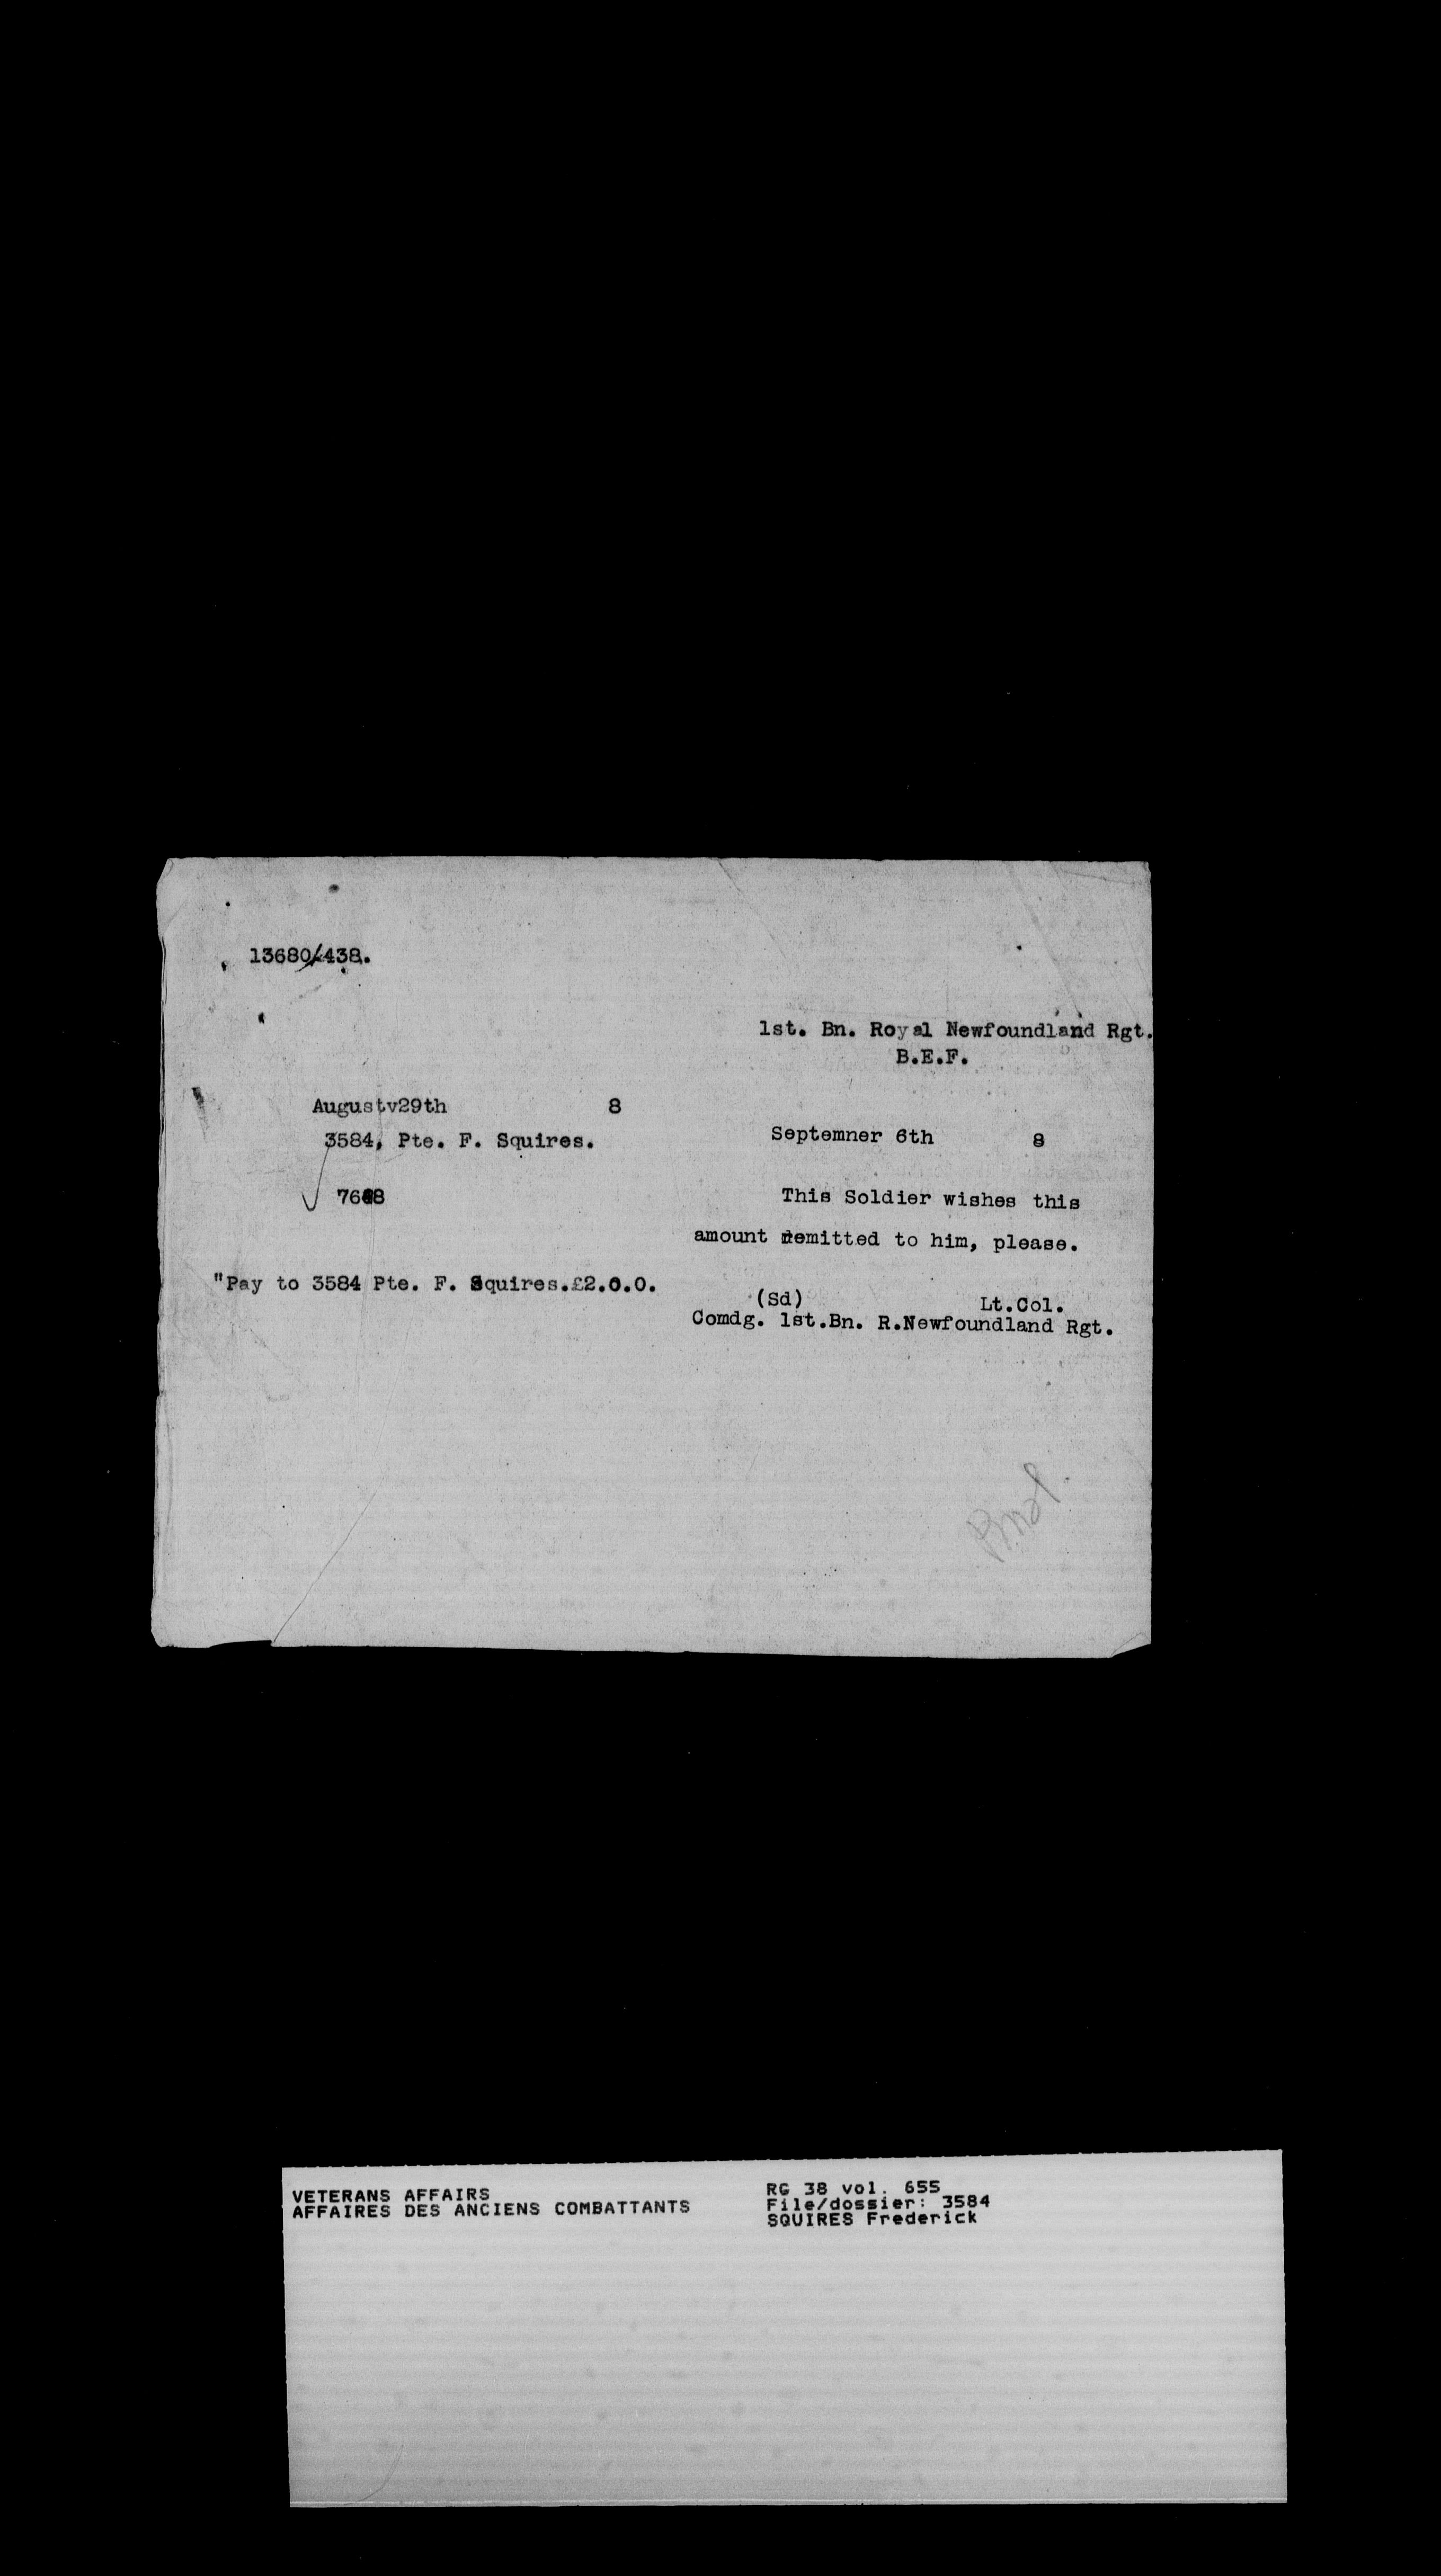 13680/438.
1st. Bn. Royal Newfoundland Rgt.
B.E.F.
Augustv29th 8
3584, Pte. F. Squires.
Septemner 6th 8
This Soldier wishes this
amount remitted to him, please.
"Pay to 3584 Pte. F. Squires.£2.0.0.
(Sd) Lt.Col.
Comdg. 1st.Bn. R.Newfoundland Rgt.
VETERANS AFFAIRS
AFFAIRES DES ANCIENS COMBATTANTS
RG 38 vol. 655
File/dossier: 3584
SQUIRES Frederick